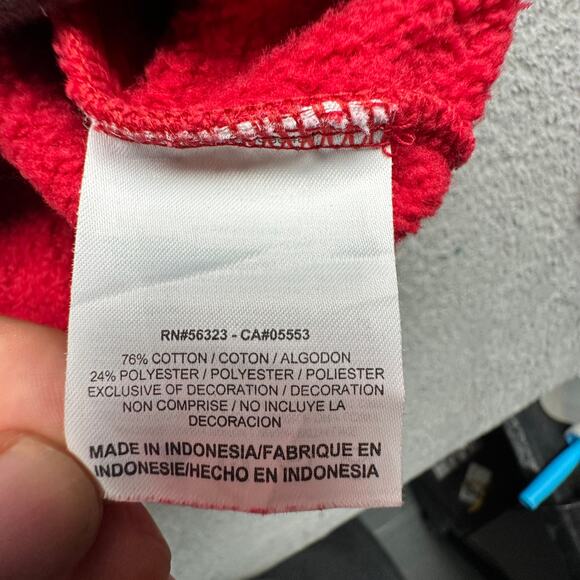 RN#56323 - CA#05553
76% COTTON / COTON / ALGODON
24% POLYESTER / POLYESTER / POLIESTER
EXCLUSIVE OF DECORATION / DECORATION
NON COMPRISE / NO INCLUYE LA
DECORACION
MADE IN INDONESIA/FABRIQUE EN
INDONESIE/HECHO EN INDONESIA